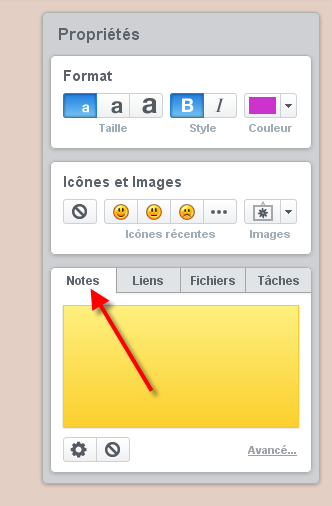 Propriétés
Format
a a a B I
Taille Style Couleur
Icônes et Images
Icônes récentes Images
Notes Liens Fichiers Tâches
Avancé...